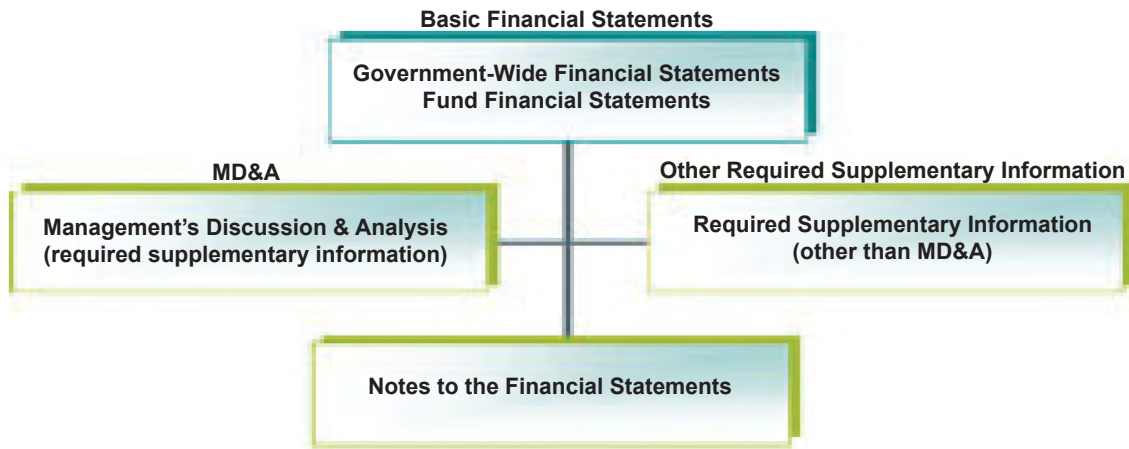 Basic Financial Statements
Government-Wide Financial Statements
Fund Financial Statements
MD&A
Management’s Discussion & Analysis
(required supplementary information)
Other Required Supplementary Information
Required Supplementary Information
(other than MD&A)
Notes to the Financial Statements